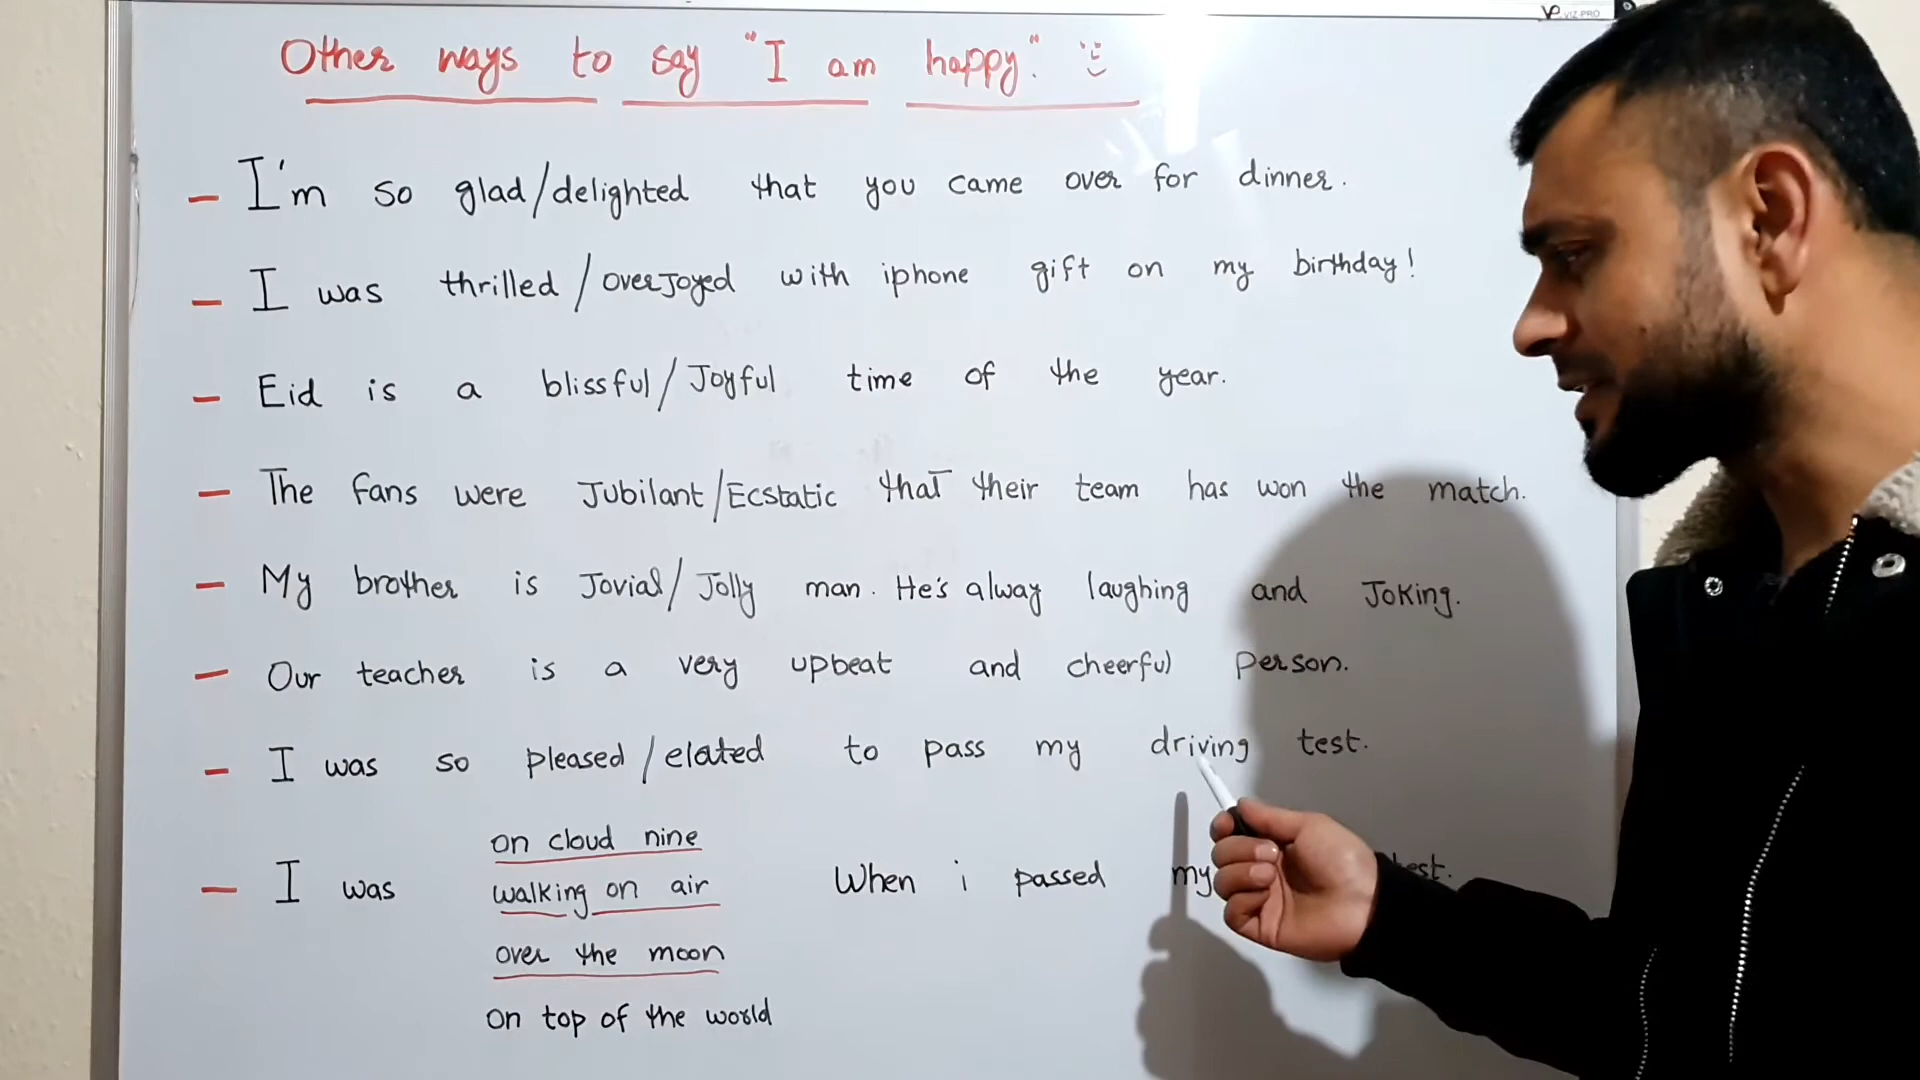 VIZ-PRO
Other ways to say "I am happy".
- I'm so glad/delighted that you came over for dinner.
- I was thrilled/overjoyed with iphone gift on my birthday!
- Eid is a blissful/Joyful time of the year.
- The fans were Jubilant/Ecstatic that their team has won the match.
- My brother is Jovial/Jolly man. He's alway laughing and Joking.
- Our teacher is a very upbeat and cheerful person.
- I was so pleased/elated to pass my driving test.
on cloud nine
- I was walking on air When i passed my test.
over the moon
on top of the world